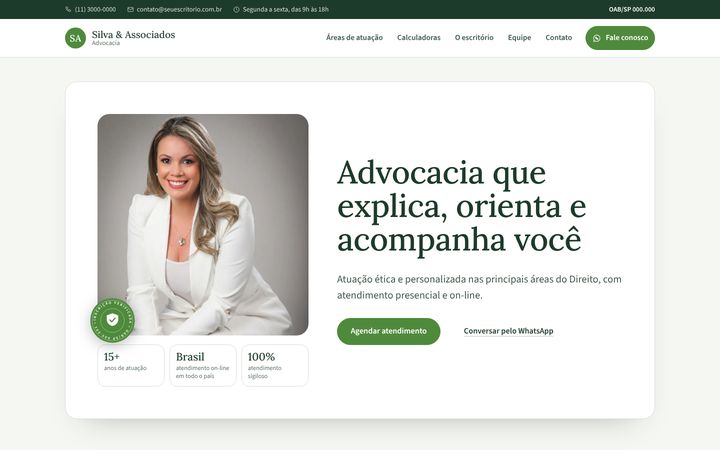 (11) 3000-0000
contato@seuescritorio.com.br
Segunda a sexta, das 9h às 18h
OAB/SP 000.000
SA
Silva & Associados
Advocacia
Áreas de atuação
Calculadoras
O escritório
Equipe
Contato
Fale conosco
Advocacia que
explica, orienta e
acompanha você
Atuação ética e personalizada nas principais áreas do Direito, com
atendimento presencial e on-line.
Agendar atendimento
Conversar pelo WhatsApp
15+
anos de atuação
Brasil
atendimento on-line
em todo o país
100%
atendimento
sigiloso